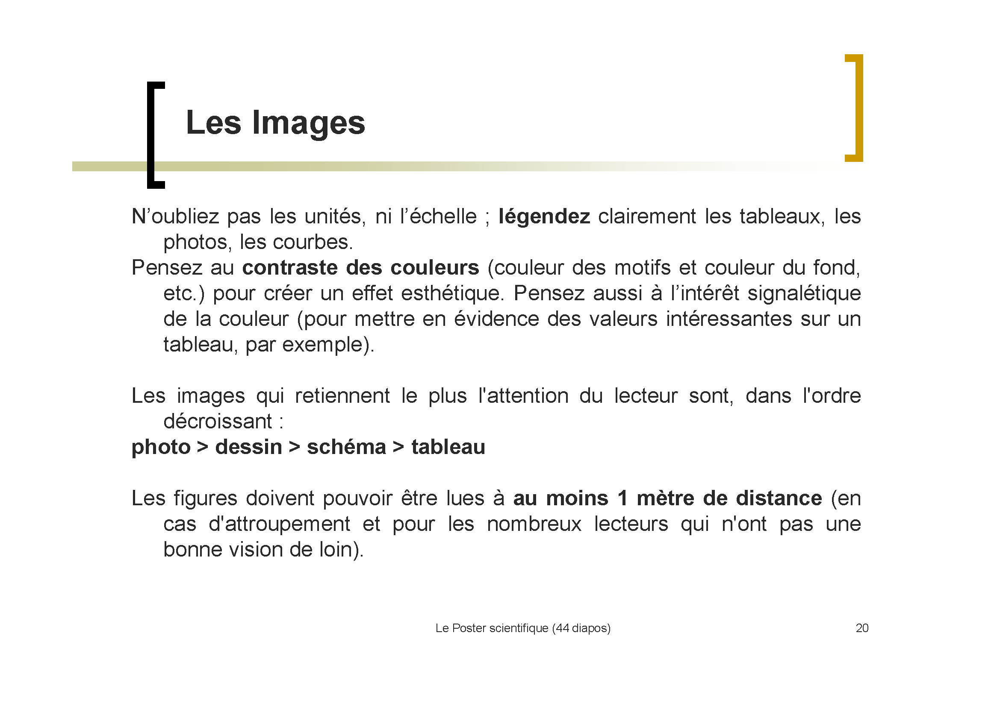 Les Images
N’oubliez pas les unités, ni l’échelle ; légendez clairement les tableaux, les
photos, les courbes.
Pensez au contraste des couleurs (couleur des motifs et couleur du fond,
etc.) pour créer un effet esthétique. Pensez aussi à l’intérêt signalétique
de la couleur (pour mettre en évidence des valeurs intéressantes sur un
tableau, par exemple).
Les images qui retiennent le plus l'attention du lecteur sont, dans l'ordre
décroissant :
photo > dessin > schéma > tableau
Les figures doivent pouvoir être lues à au moins 1 mètre de distance (en
cas d'attroupement et pour les nombreux lecteurs qui n'ont pas une
bonne vision de loin).
Le Poster scientifique (44 diapos)
20